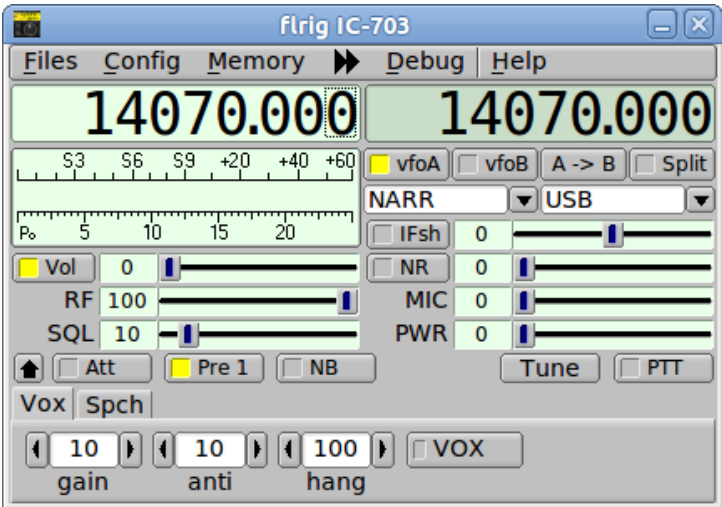 flrig IC-703
Files Config Memory Debug Help
14070.000 14070.000
S3 S6 S9 +20 +40 +60
vfoA vfoB A -> B Split
NARR USB
Po 5 10 15 20
IFsh 0
Vol 0 NR 0
RF 100 MIC 0
SQL 10 PWR 0
Att Pre 1 NB Tune PTT
Vox Spch
10 10 100 VOX
gain anti hang